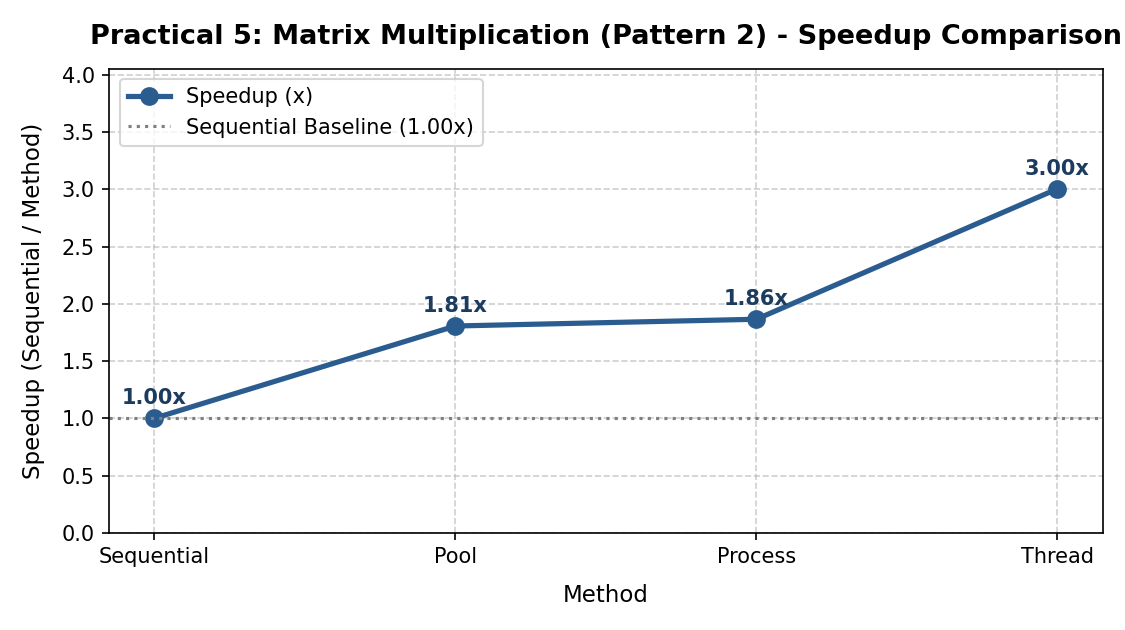 Practical 5: Matrix Multiplication (Pattern 2) - Speedup Comparison
Speedup (Sequential / Method)
4.0
3.5
3.0
2.5
2.0
1.5
1.0
0.5
0.0
Speedup (x)
Sequential Baseline (1.00x)
1.00x
1.81x
1.86x
3.00x
Sequential
Pool
Process
Thread
Method